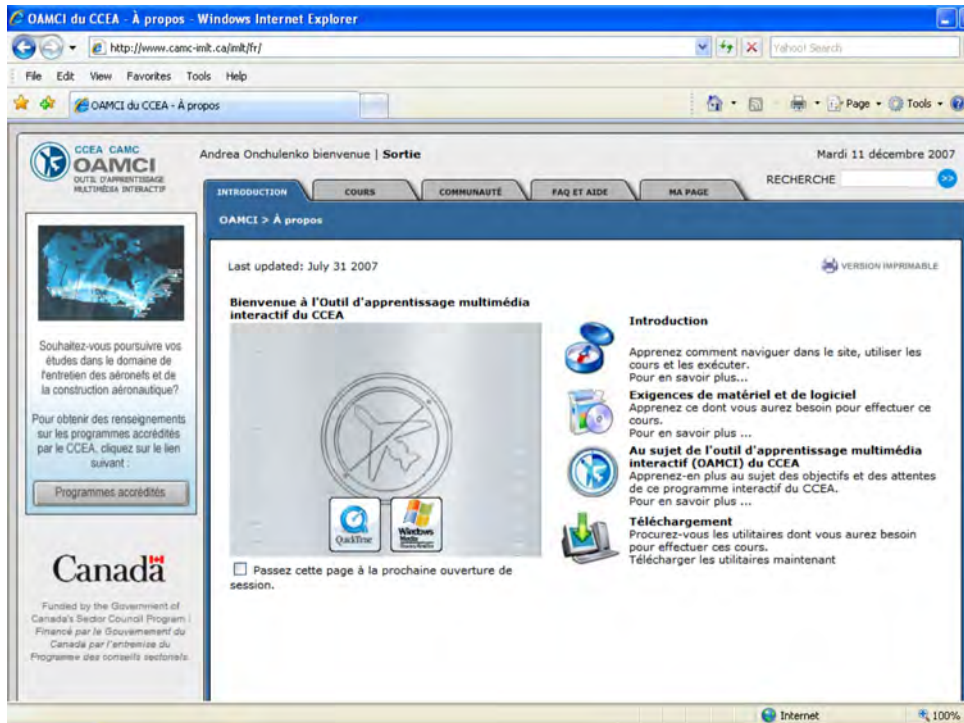 OAMCI du CCEA - À propos - Windows Internet Explorer
http://www.camc-imlt.ca/imlt/fr/
Yahoo! Search
File Edit View Favorites Tools Help
OAMCI du CCEA - À propos
Page Tools
CCEA CAMC
OAMCI
OUTIL D'APPRENTISSAGE
MULTIMÉDIA INTERACTIF
Andrea Onchulenko bienvenue | Sortie
Mardi 11 décembre 2007
RECHERCHE
INTRODUCTION
COURS
COMMUNAUTÉ
FAQ ET AIDE
MA PAGE
OAMCI > À propos
Souhaitez-vous poursuivre vos
études dans le domaine de
l'entretien des aéronefs et de
la construction aéronautique?
Pour obtenir des renseignements
sur les programmes accrédités
par le CCEA, cliquez sur le lien
suivant :
Programmes accrédités
Canada
Funded by the Government of
Canada's Sector Council Program |
Financé par le Gouvernement du
Canada par l'entremise du
Programme des conseils sectoriels.
Last updated: July 31 2007
VERSION IMPRIMABLE
Bienvenue à l'Outil d'apprentissage multimédia
interactif du CCEA
QuickTime
Windows
Media
Passez cette page à la prochaine ouverture de
session.
Introduction
Apprenez comment naviguer dans le site, utiliser les
cours et les exécuter.
Pour en savoir plus...
Exigences de matériel et de logiciel
Apprenez ce dont vous aurez besoin pour effectuer ce
cours.
Pour en savoir plus ...
Au sujet de l'outil d'apprentissage multimédia
interactif (OAMCI) du CCEA
Apprenez-en plus au sujet des objectifs et des attentes
de ce programme interactif du CCEA.
Pour en savoir plus ...
Téléchargement
Procurez-vous les utilitaires dont vous aurez besoin
pour effectuer ces cours.
Télécharger les utilitaires maintenant
Internet
100%